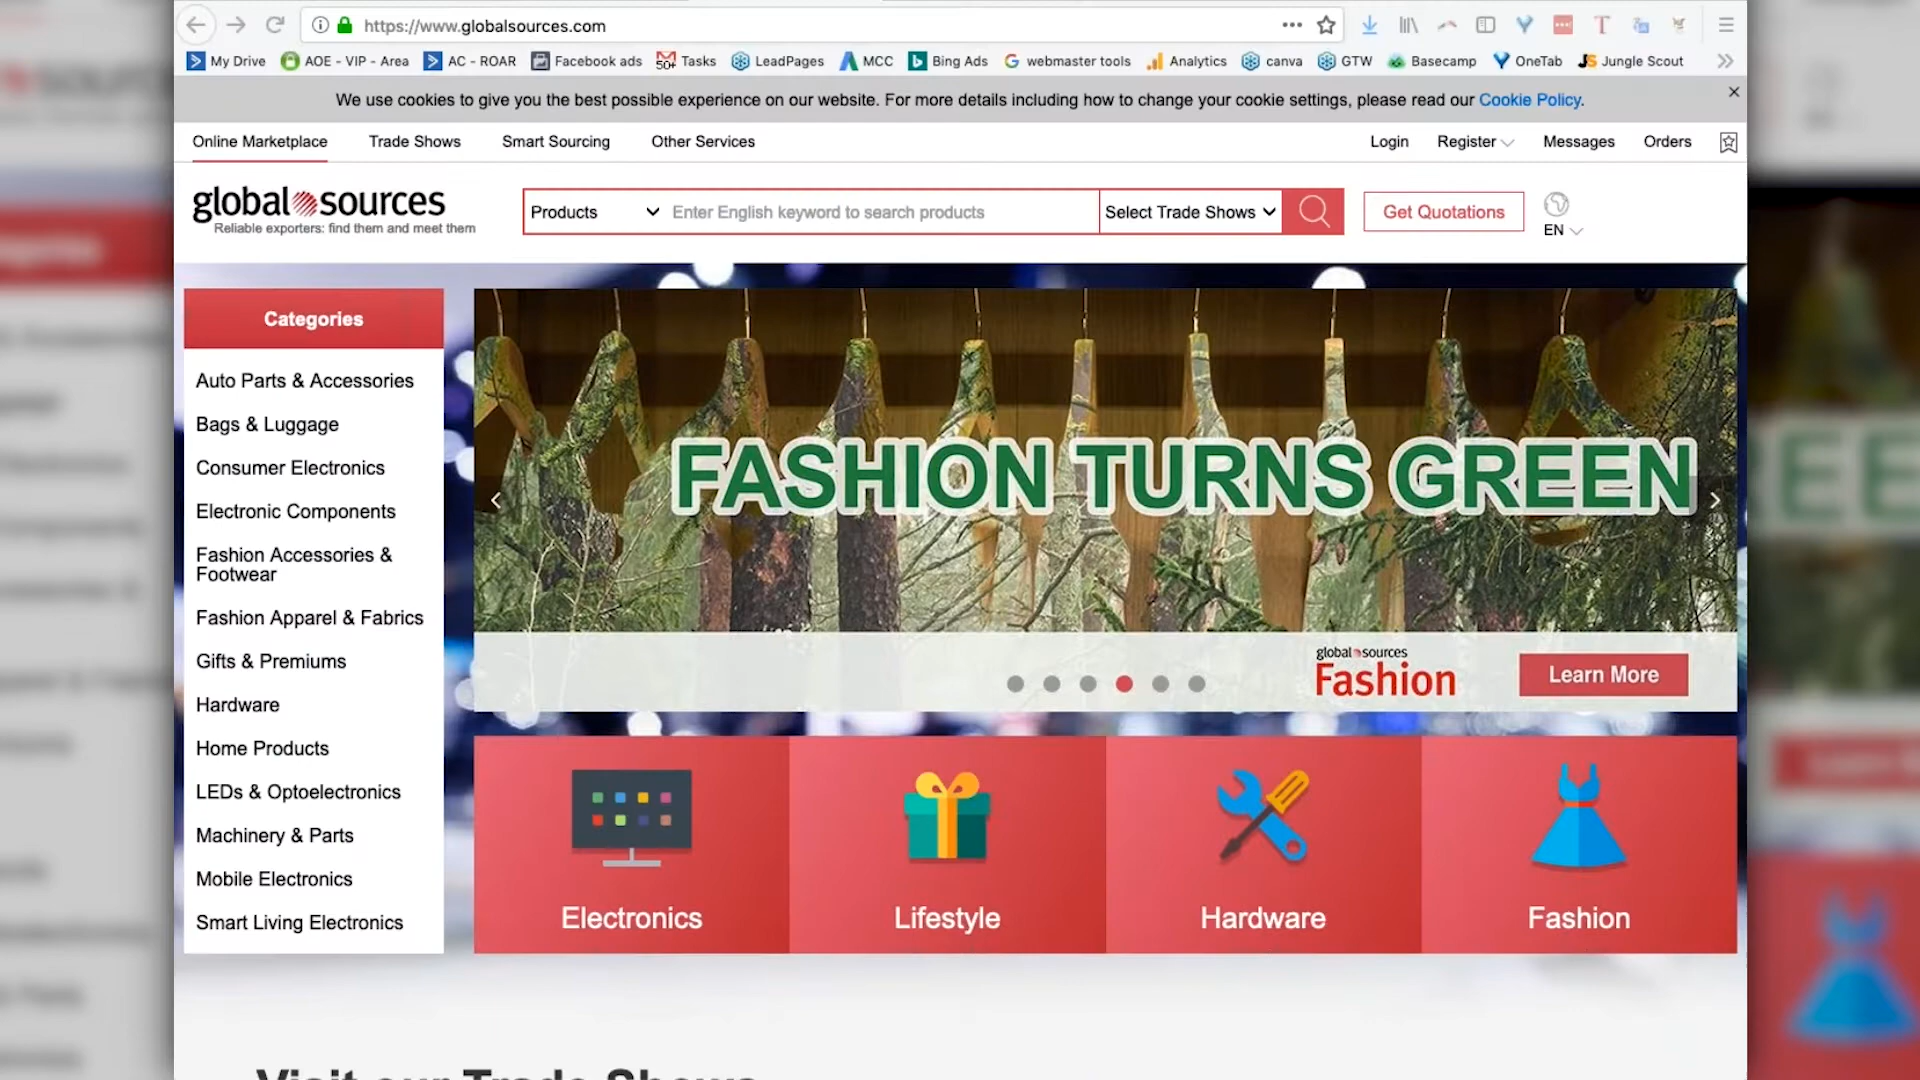 https://www.globalsources.com
My Drive AOE - VIP - Area AC - ROAR Facebook ads 50+ Tasks LeadPages MCC Bing Ads webmaster tools Analytics canva GTW Basecamp OneTab JS Jungle Scout
We use cookies to give you the best possible experience on our website. For more details including how to change your cookie settings, please read our Cookie Policy.
Online Marketplace Trade Shows Smart Sourcing Other Services Login Register Messages Orders
global sources
Reliable exporters: find them and meet them
Products Enter English keyword to search products Select Trade Shows Get Quotations
EN
Categories
Auto Parts & Accessories
Bags & Luggage
Consumer Electronics
Electronic Components
Fashion Accessories &
Footwear
Fashion Apparel & Fabrics
Gifts & Premiums
Hardware
Home Products
LEDs & Optoelectronics
Machinery & Parts
Mobile Electronics
Smart Living Electronics
FASHION TURNS GREEN
global sources
Fashion
Learn More
Electronics Lifestyle Hardware Fashion
Visit our Trade Shows